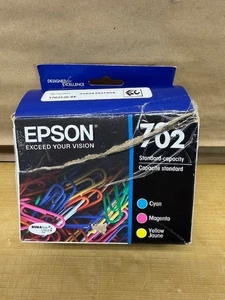 DESIGNED FOR
EXCELLENCE
EPSON
EXCEED YOUR VISION
702
Standard-capacity
Capacité standard
Cyan
Magenta
Yellow
Jaune